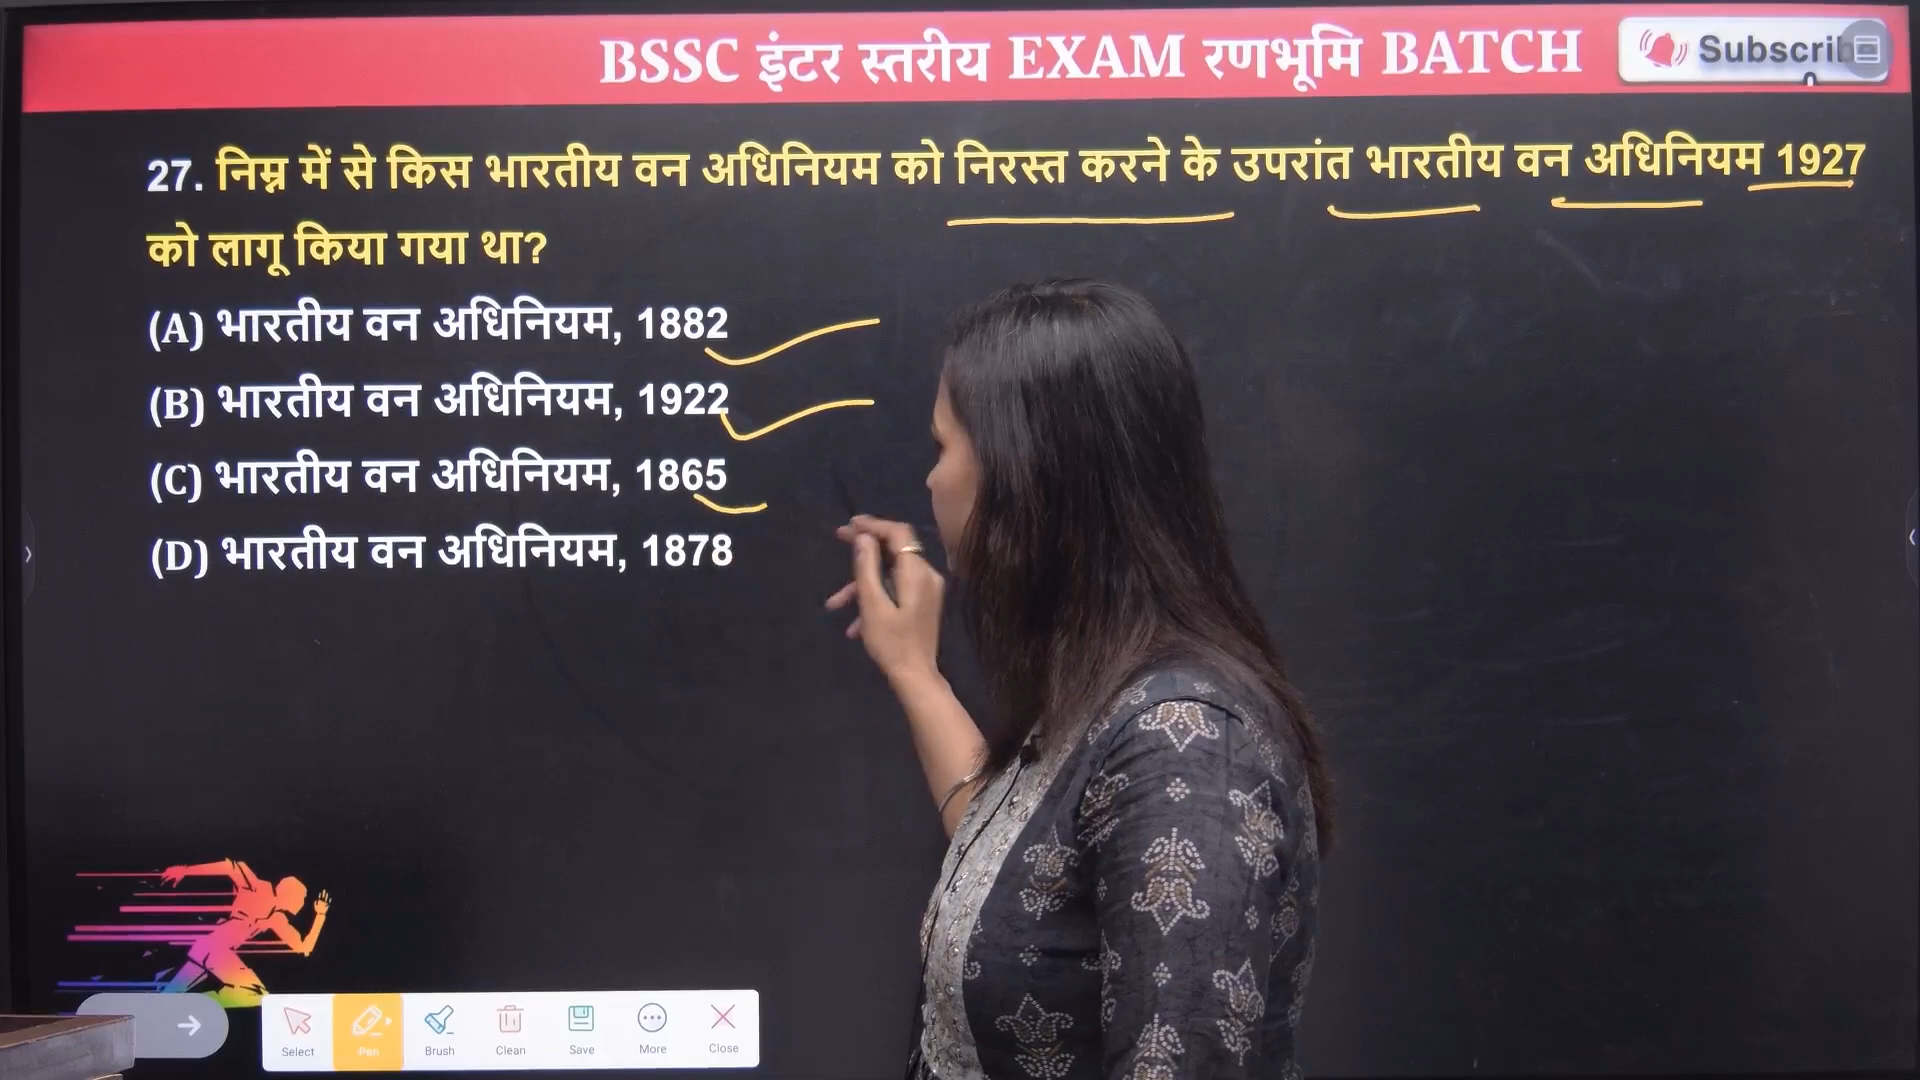 BSSC इंटर स्तरीय EXAM रणभूमि BATCH
27. निम्न में से किस भारतीय वन अधिनियम को निरस्त करने के उपरांत भारतीय वन अधिनियम 1927
को लागू किया गया था?
(A) भारतीय वन अधिनियम, 1882
(B) भारतीय वन अधिनियम, 1922
(C) भारतीय वन अधिनियम, 1865
(D) भारतीय वन अधिनियम, 1878
Select Pen Brush Clean Save More Close